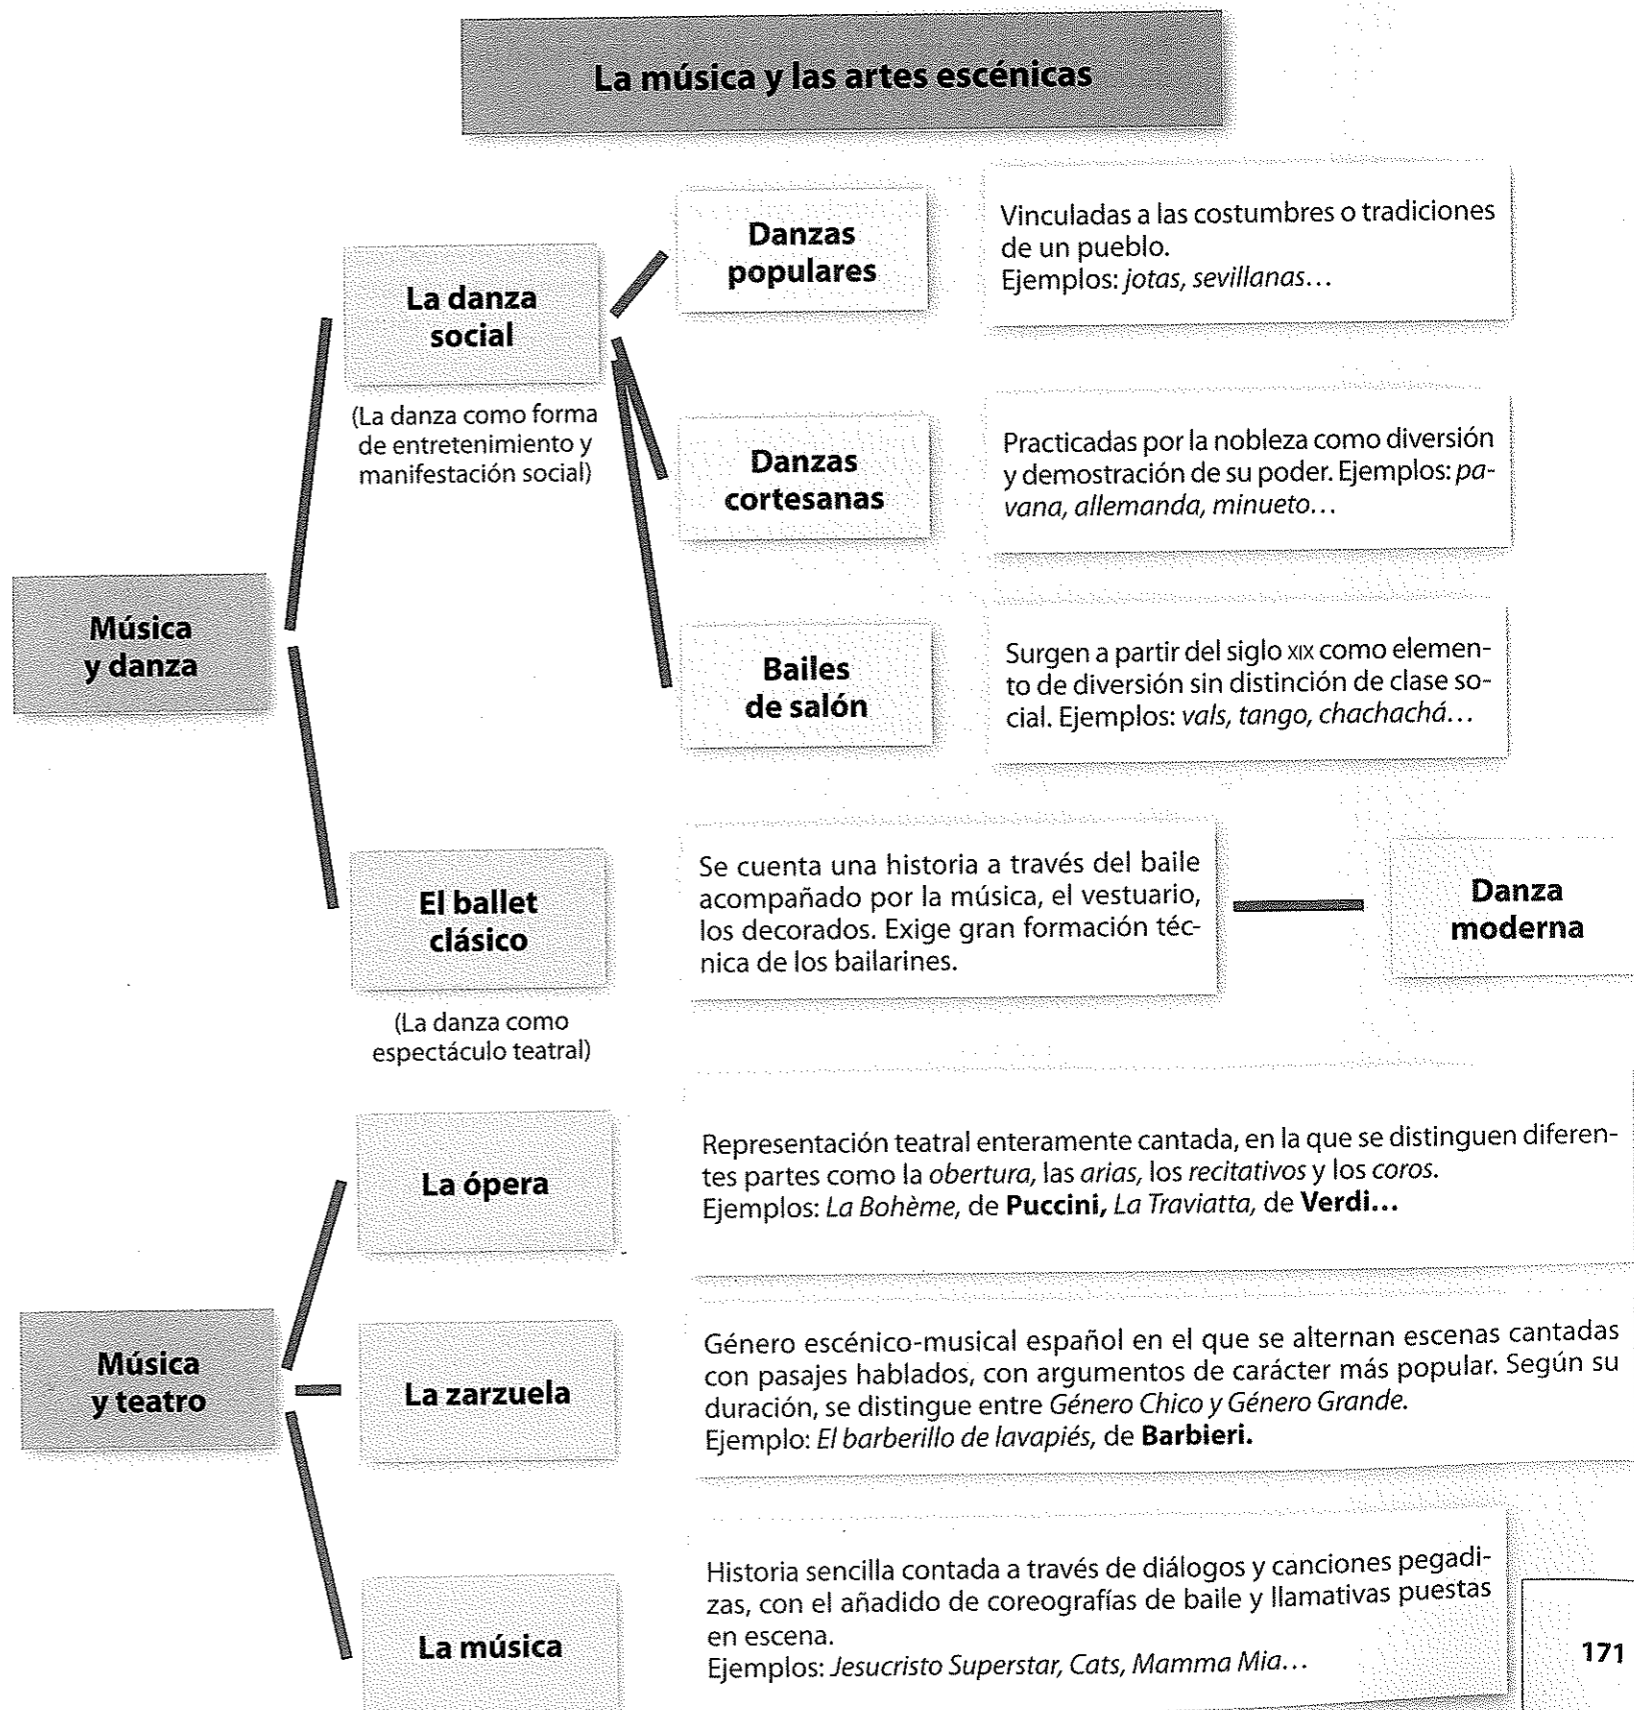 La música y las artes escénicas
Danzas
populares
Vinculadas a las costumbres o tradiciones
de un pueblo.
Ejemplos: jotas, sevillanas...
La danza
social
(La danza como forma
de entretenimiento y
manifestación social)
Danzas
cortesanas
Practicadas por la nobleza como diversión
y demostración de su poder. Ejemplos: pa-
vana, allemanda, minueto...
Música
y danza
Bailes
de salón
Surgen a partir del siglo XIX como elemen-
to de diversión sin distinción de clase so-
cial. Ejemplos: vals, tango, chachachá...
El ballet
clásico
(La danza como
espectáculo teatral)
Se cuenta una historia a través del baile
acompañado por la música, el vestuario,
los decorados. Exige gran formación téc-
nica de los bailarines.
Danza
moderna
La ópera
Representación teatral enteramente cantada, en la que se distinguen diferen-
tes partes como la obertura, las arias, los recitativos y los coros.
Ejemplos: La Bohème, de Puccini, La Traviatta, de Verdi...
Música
y teatro
La zarzuela
Género escénico-musical español en el que se alternan escenas cantadas
con pasajes hablados, con argumentos de carácter más popular. Según su
duración, se distingue entre Género Chico y Género Grande.
Ejemplo: El barberillo de lavapiés, de Barbieri.
La música
Historia sencilla contada a través de diálogos y canciones pegadi-
zas, con el añadido de coreografías de baile y llamativas puestas
en escena.
Ejemplos: Jesucristo Superstar, Cats, Mamma Mia...
171